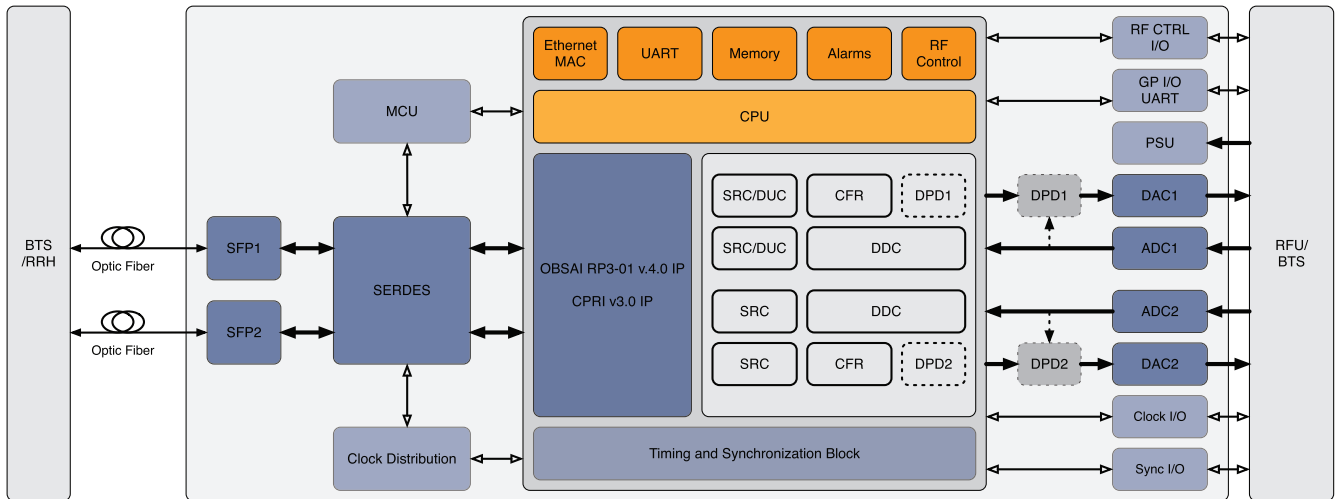 BTS
/RRH
Optic Fiber
Optic Fiber
SFP1
SFP2
MCU
SERDES
Clock Distribution
Ethernet
MAC
UART
Memory
Alarms
RF
Control
CPU
OBSAI RP3-01 v.4.0 IP
CPRI v3.0 IP
SRC/DUC
CFR
DPD1
SRC/DUC
DDC
SRC
DDC
SRC
CFR
DPD2
Timing and Synchronization Block
DPD1
DPD2
RF CTRL
I/O
GP I/O
UART
PSU
DAC1
ADC1
ADC2
DAC2
Clock I/O
Sync I/O
RFU/
BTS